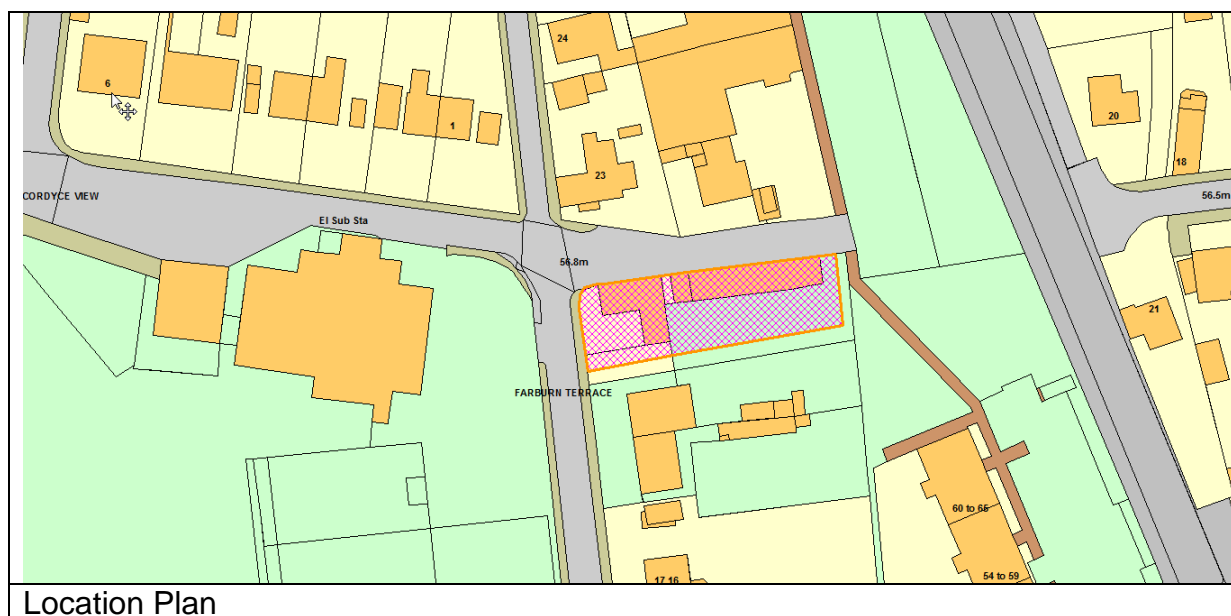 24
6
1
20
23
18
CORDYCE VIEW
56.5m
El Sub Sta
56.8m
21
FARBURN TERRACE
60 to 65
54 to 59
17 16
Location Plan